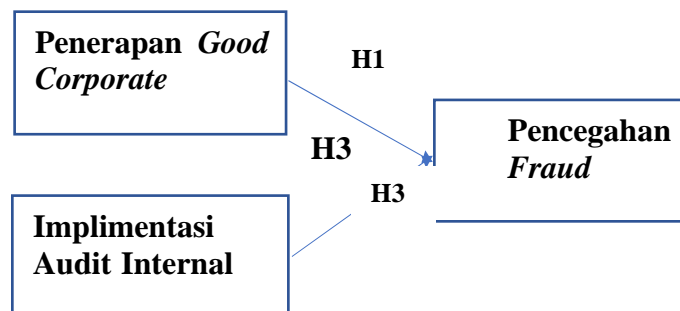 Penerapan Good
Corporate
H1
Pencegahan
Fraud
H3
H3
Implimentasi
Audit Internal